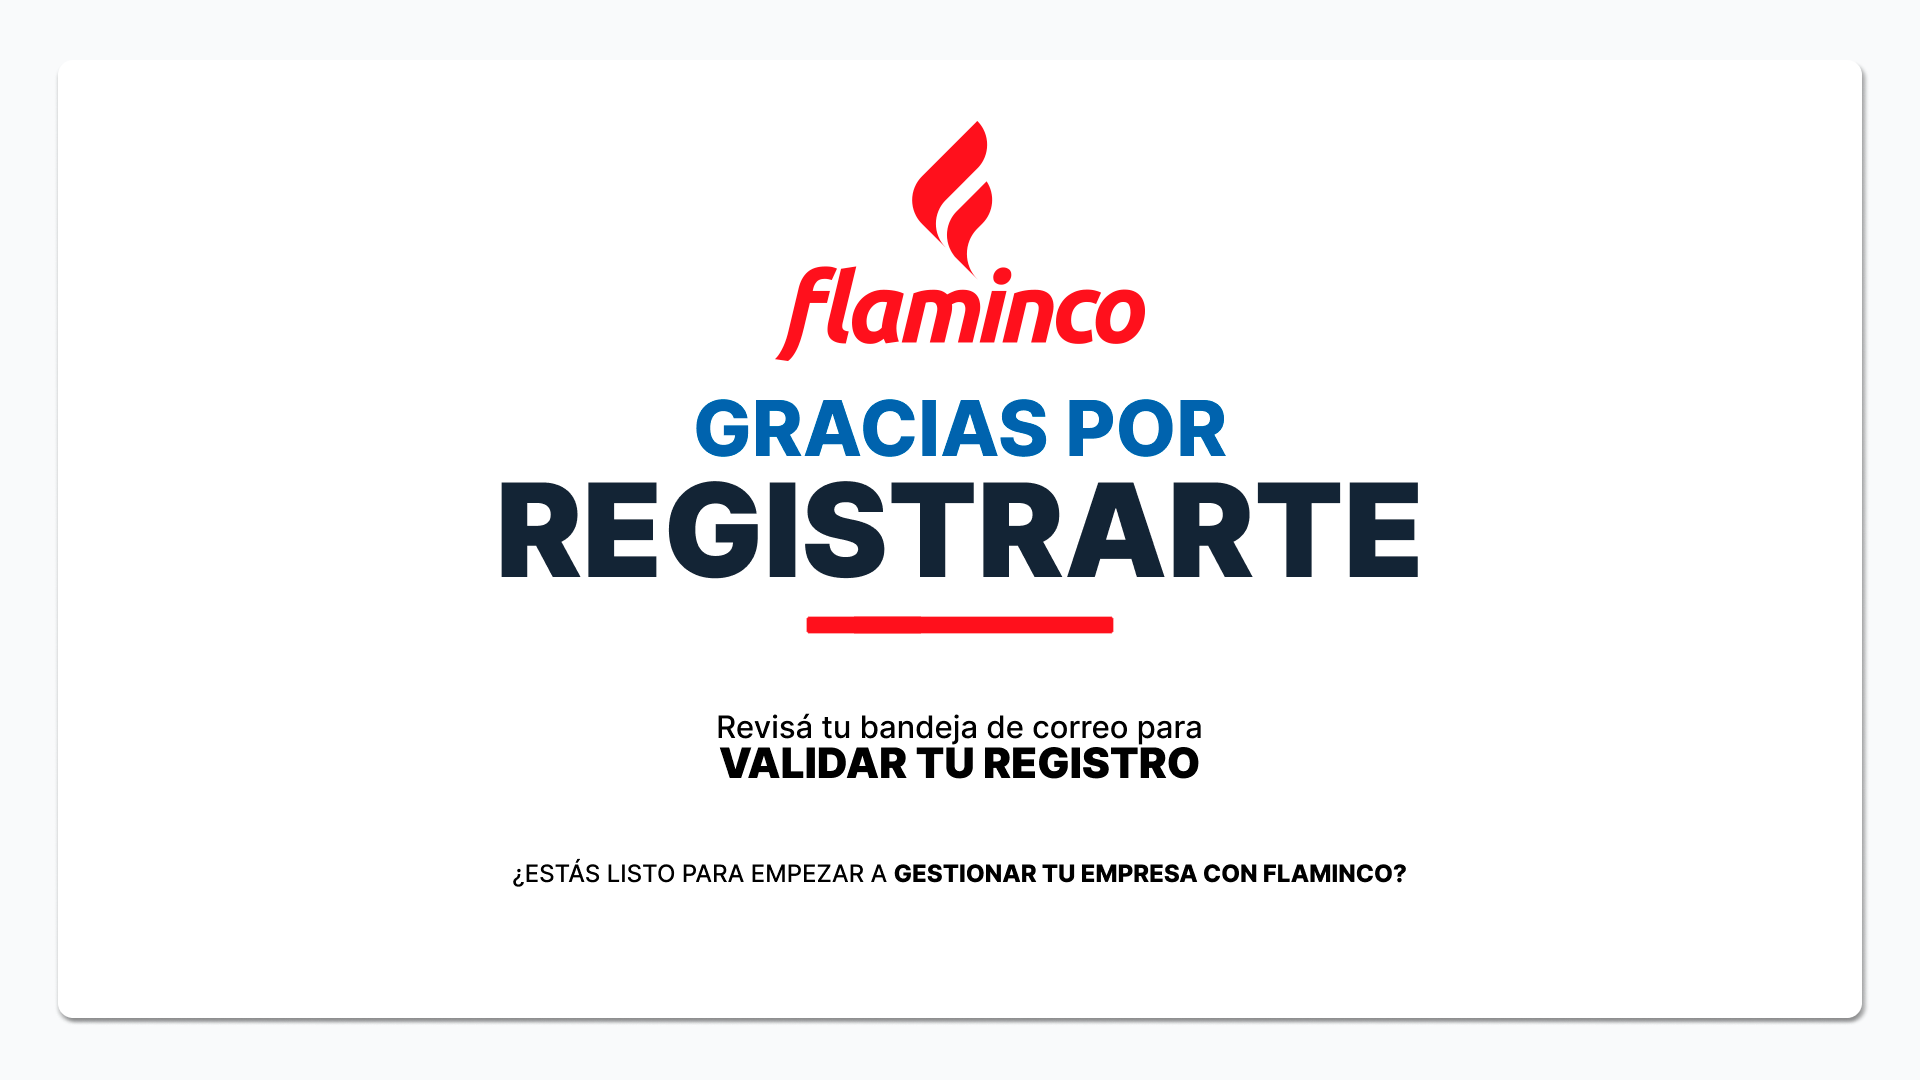 flaminco
GRACIAS POR
REGISTRARTE
Revisá tu bandeja de correo para
VALIDAR TU REGISTRO
¿ESTÁS LISTO PARA EMPEZAR A GESTIONAR TU EMPRESA CON FLAMINCO?